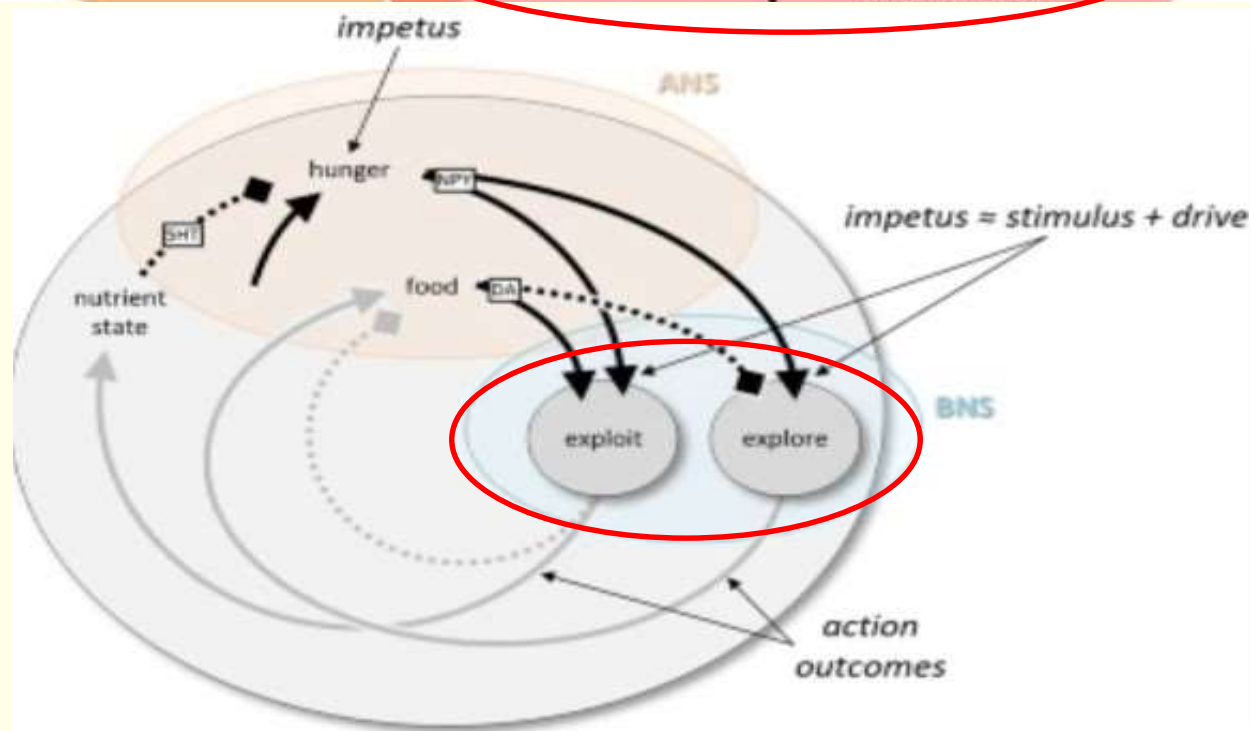 impetus
ANS
hunger
NPY
impetus ≈ stimulus + drive
5HT
food
DA
nutrient
state
BNS
exploit
explore
action
outcomes